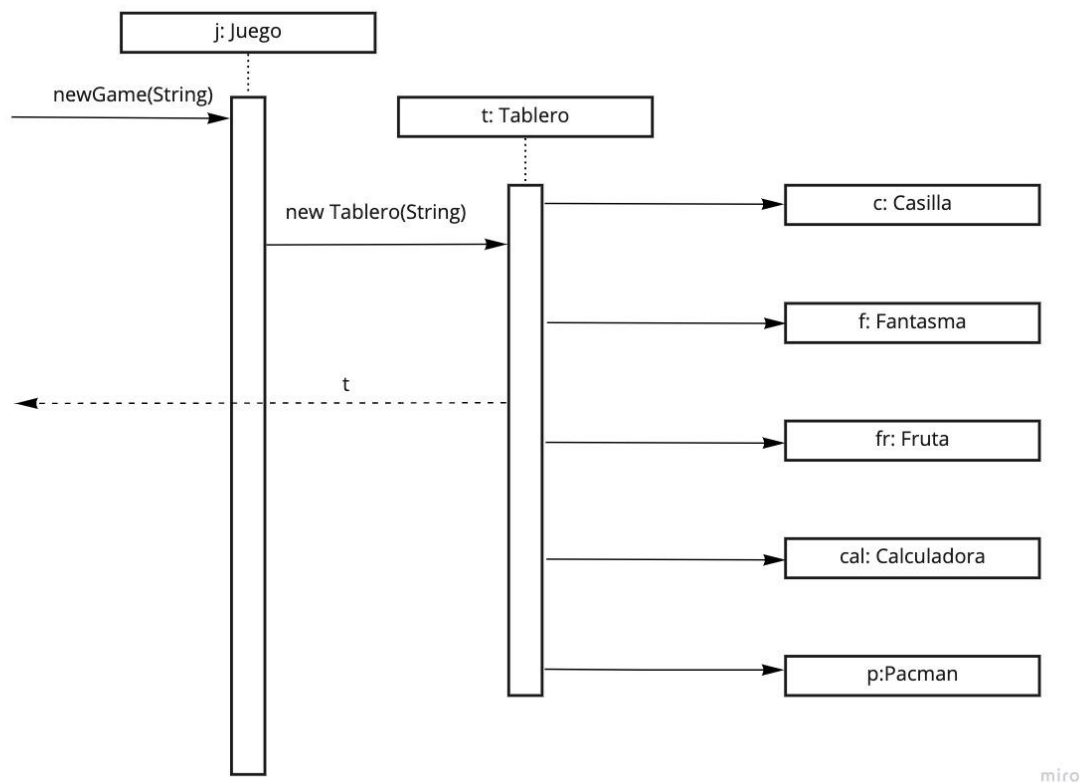 j: Juego
newGame(String)
t: Tablero
new Tablero(String)
c: Casilla
f: Fantasma
t
fr: Fruta
cal: Calculadora
p:Pacman
miro